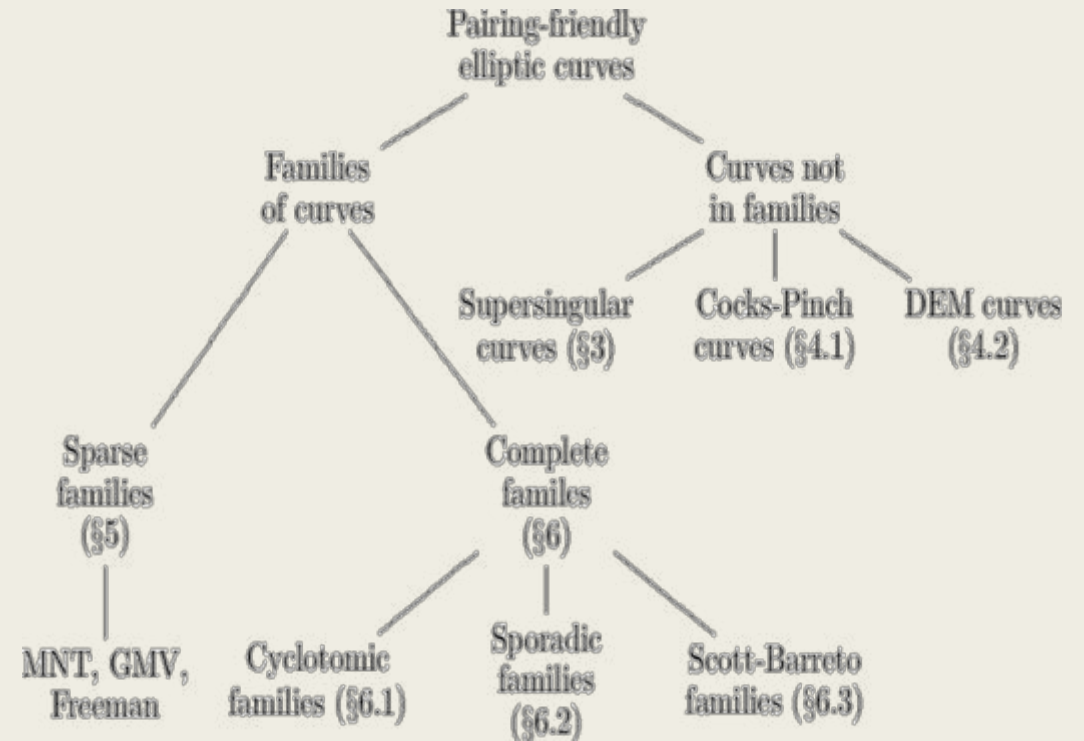 Pairing-friendly
elliptic curves
Families
of curves
Curves not
in families
Supersingular
curves (§3)
Cocks-Pinch
curves (§4.1)
DEM curves
(§4.2)
Sparse
families
(§5)
Complete
familes
(§6)
MNT, GMV,
Freeman
Cyclotomic
families (§6.1)
Sporadic
families
(§6.2)
Scott-Barreto
families (§6.3)